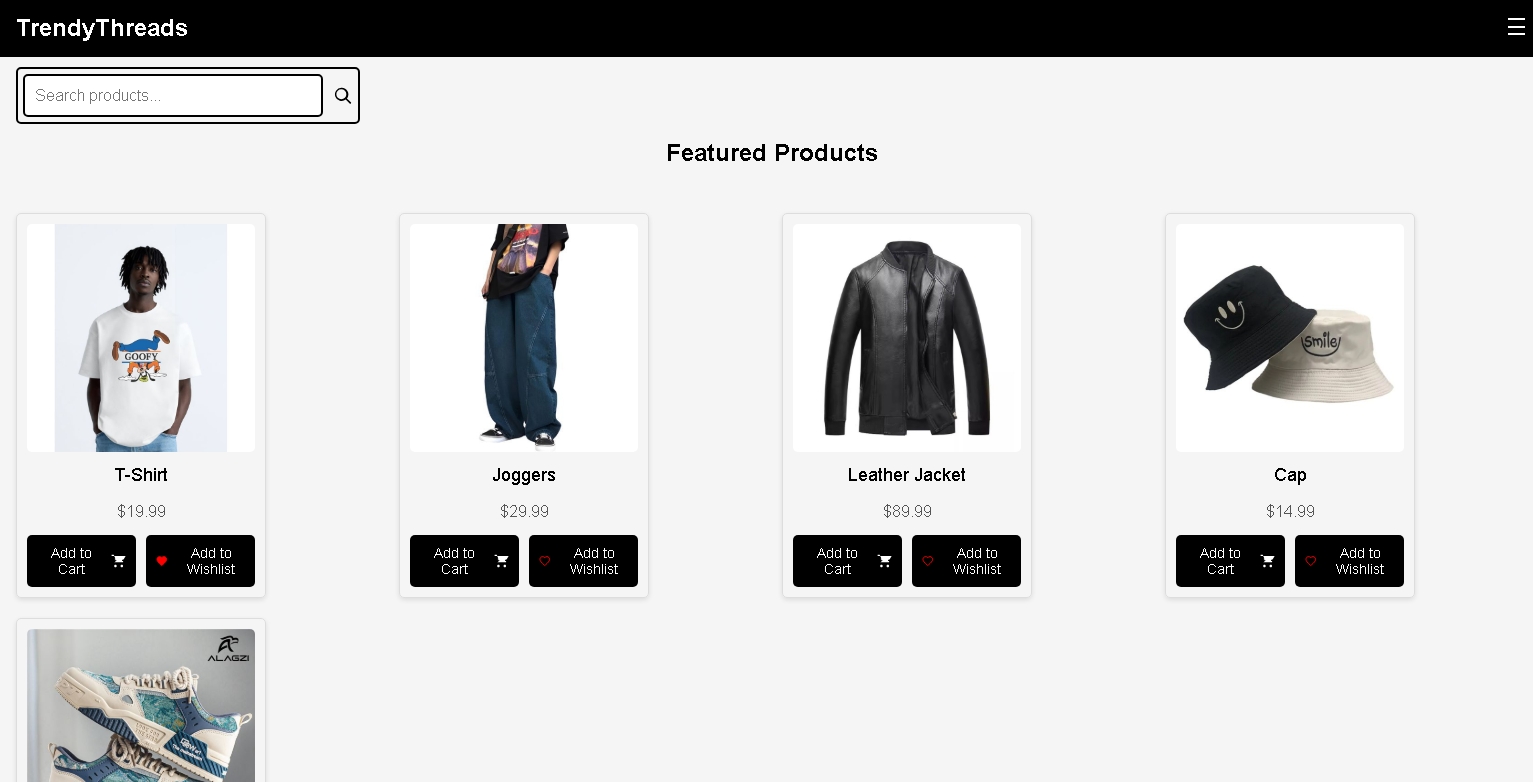 TrendyThreads
☰
Search products...
Featured Products
GOOFY
smile
T-Shirt
Joggers
Leather Jacket
Cap
$19.99
$29.99
$89.99
$14.99
Add to
Cart
Add to
Wishlist
Add to
Cart
Add to
Wishlist
Add to
Cart
Add to
Wishlist
Add to
Cart
Add to
Wishlist
ALAGZI